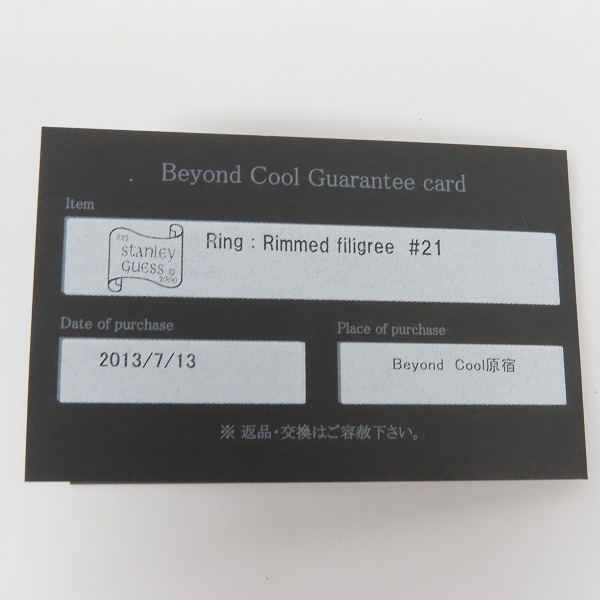 Beyond Cool Guarantee card
Item
925
Stanley
GUESS ©
2000
Ring : Rimmed filigree #21
Date of purchase
2013/7/13
Place of purchase
Beyond Cool原宿
※ 返品・交換はご容赦下さい。